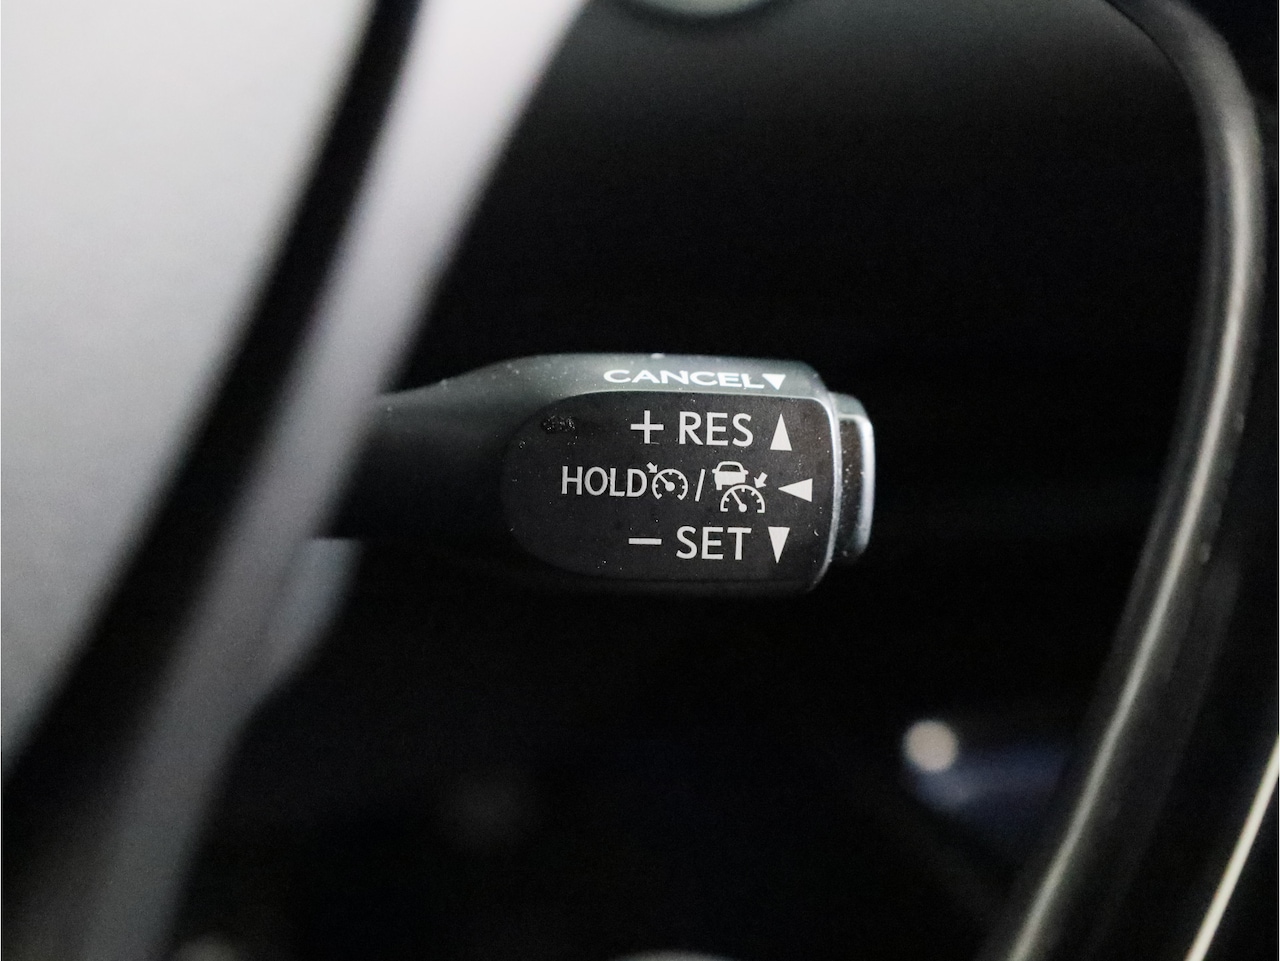 CANCEL▼
+ RES ▲
HOLD / ◀
− SET ▼